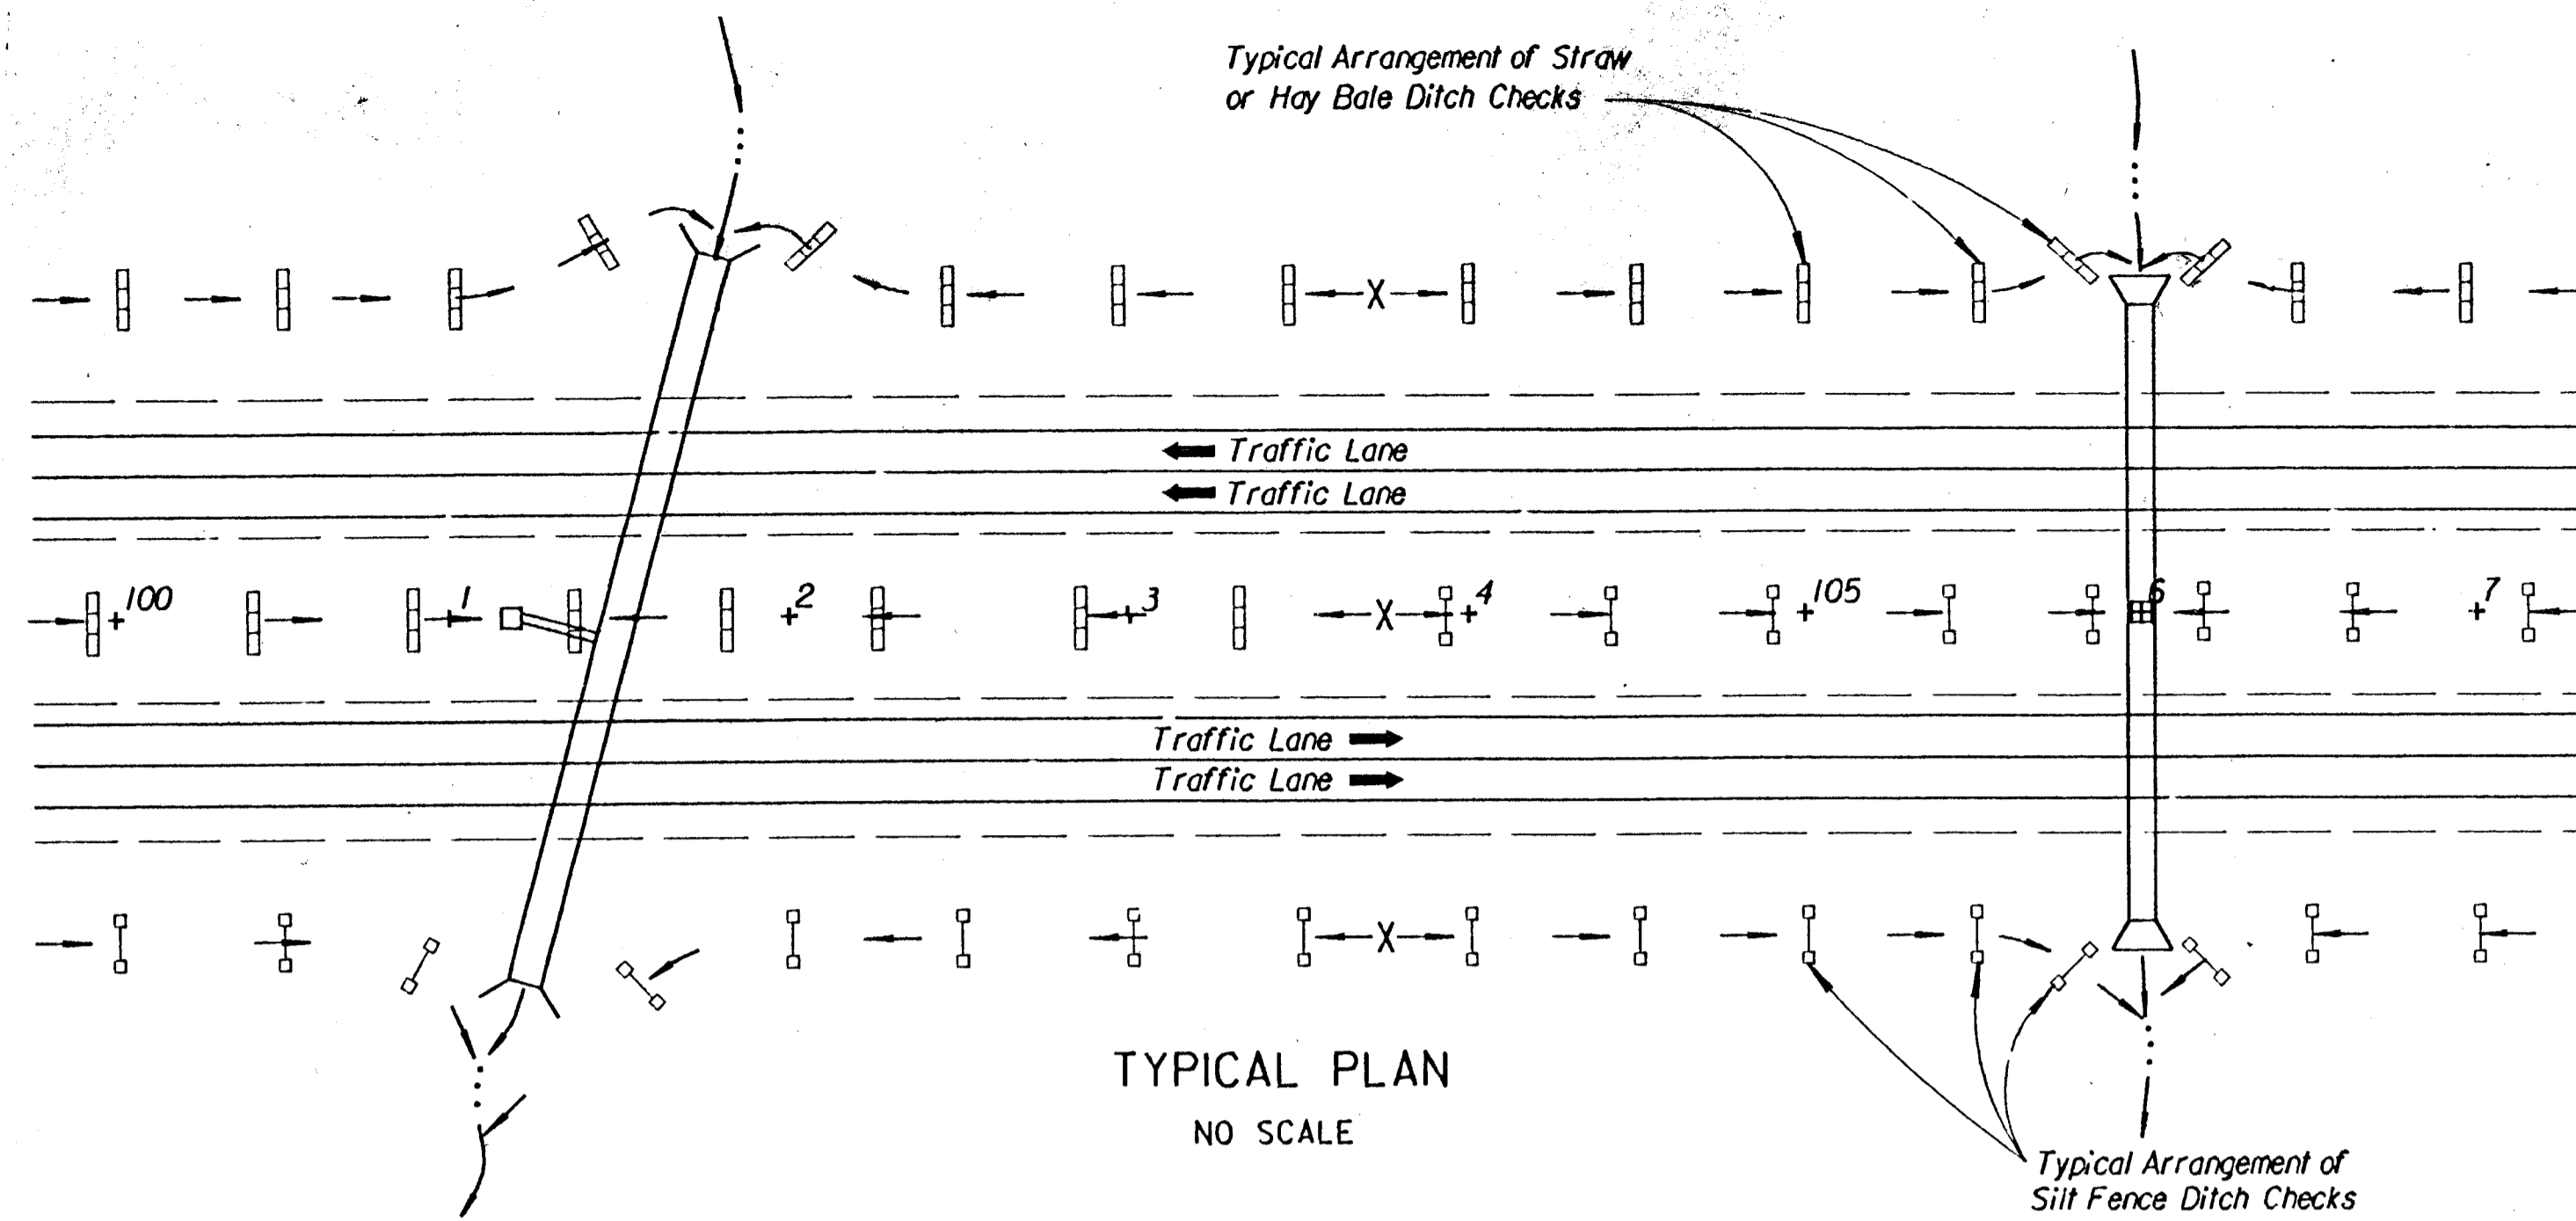 Typical Arrangement of Straw
or Hay Bale Ditch Checks
X
Traffic Lane
Traffic Lane
100
1
2
3
X
4
105
6
7
Traffic Lane
Traffic Lane
X
TYPICAL PLAN
NO SCALE
Typical Arrangement of
Silt Fence Ditch Checks